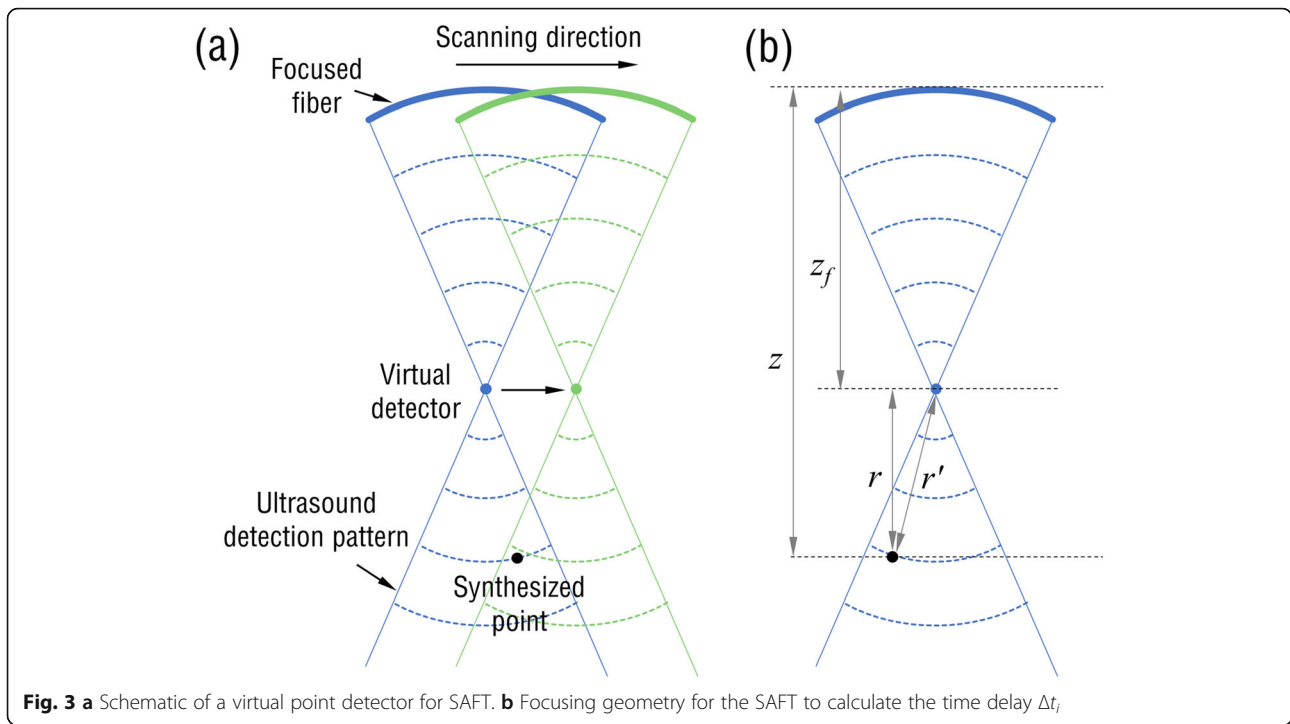 (a)
Scanning direction
Focused
fiber
Virtual
detector
Ultrasound
detection pattern
Synthesized
point
(b)
z_f
z
r
r'
Fig. 3 a Schematic of a virtual point detector for SAFT. b Focusing geometry for the SAFT to calculate the time delay Δt_i